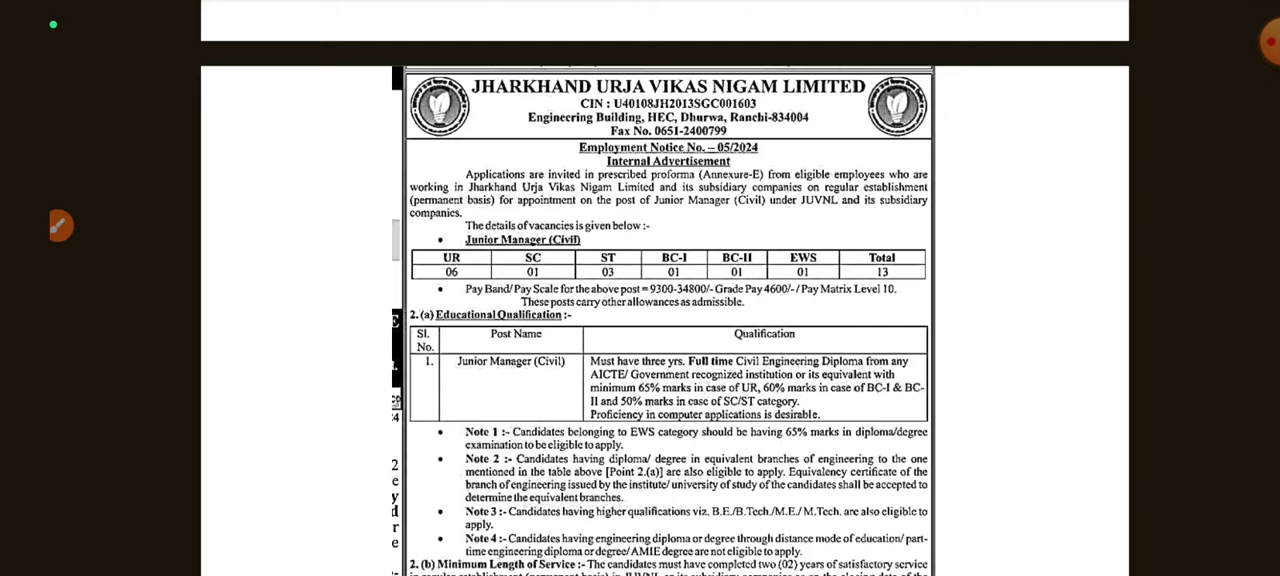 JHARKHAND URJA VIKAS NIGAM LIMITED
CIN : U40108JH2013SGC001603
Engineering Building, HEC, Dhurwa, Ranchi-834004
Fax No. 0651-2400799
Employment Notice No. – 05/2024
Internal Advertisement
Applications are invited in prescribed proforma (Annexure-E) from eligible employees who are
working in Jharkhand Urja Vikas Nigam Limited and its subsidiary companies on regular establishment
(permanent basis) for appointment on the post of Junior Manager (Civil) under JUVNL and its subsidiary
companies.
The details of vacancies is given below :-
• Junior Manager (Civil)
UR SC ST BC-I BC-II EWS Total
06 01 03 01 01 01 13
• Pay Band/ Pay Scale for the above post = 9300-34800/- Grade Pay 4600/- / Pay Matrix Level 10.
These posts carry other allowances as admissible.
2. (a) Educational Qualification :-
Sl. No. Post Name Qualification
1. Junior Manager (Civil) Must have three yrs. Full time Civil Engineering Diploma from any
AICTE/ Government recognized institution or its equivalent with
minimum 65% marks in case of UR, 60% marks in case of BC-I & BC-
II and 50% marks in case of SC/ST category.
Proficiency in computer applications is desirable.
• Note 1 :- Candidates belonging to EWS category should be having 65% marks in diploma/degree
examination to be eligible to apply.
• Note 2 :- Candidates having diploma/ degree in equivalent branches of engineering to the one
mentioned in the table above [Point 2.(a)] are also eligible to apply. Equivalency certificate of the
branch of engineering issued by the institute/ university of study of the candidates shall be accepted to
determine the equivalent branches.
• Note 3 :- Candidates having higher qualifications viz. B.E./B.Tech./M.E./ M.Tech. are also eligible to
apply.
• Note 4 :- Candidates having engineering diploma or degree through distance mode of education/ part-
time engineering diploma or degree/ AMIE degree are not eligible to apply.
2. (b) Minimum Length of Service :- The candidates must have completed two (02) years of satisfactory service